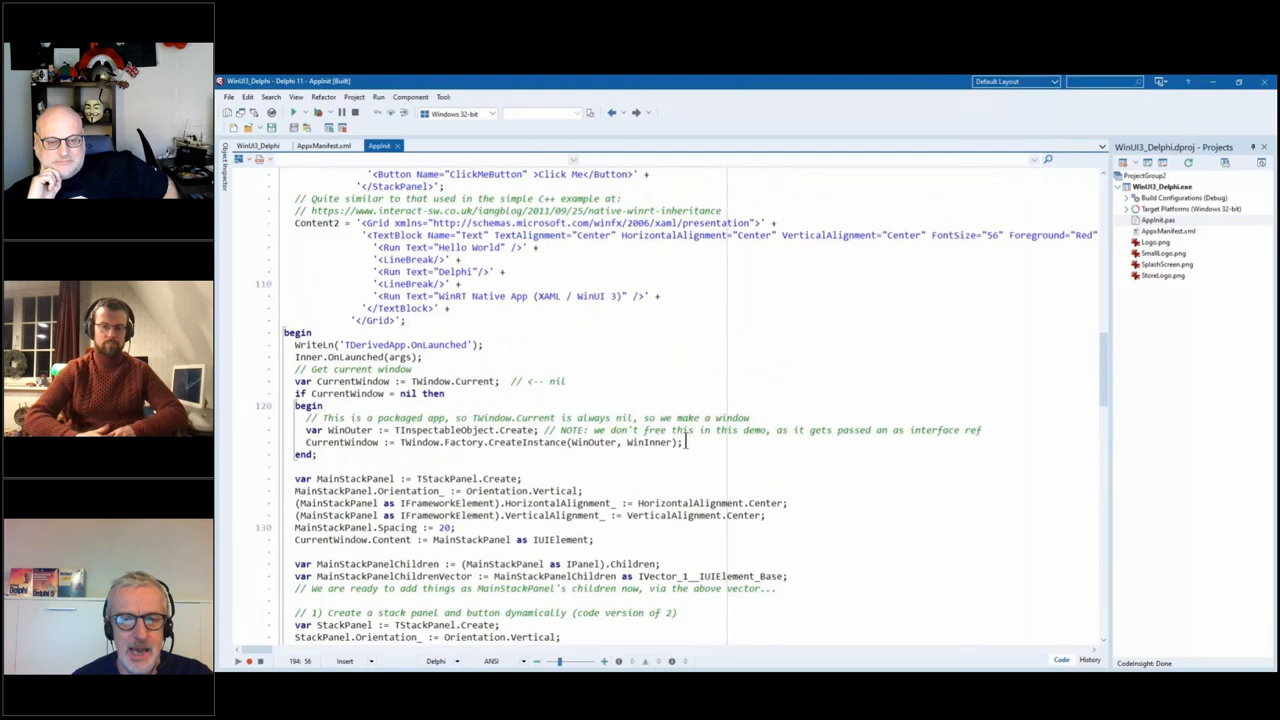 WinUI3_Delphi - Delphi 11 - AppInit [Built]
Default Layout
File Edit Search View Refactor Project Run Component Tools
Windows 32-bit
WinUI3_Delphi AppxManifest.xml AppInit
Object Inspector
'<Button Name="ClickMeButton" >Click Me</Button>' +
'</StackPanel>';
// Quite similar to that used in the simple C++ example at:
// https://www.interact-sw.co.uk/iangblog/2011/09/25/native-winrt-inheritance
Content2 = '<Grid xmlns="http://schemas.microsoft.com/winfx/2006/xaml/presentation">' +
'<TextBlock Name="Text" TextAlignment="Center" HorizontalAlignment="Center" VerticalAlignment="Center" FontSize="56" Foreground="Red"
'<Run Text="Hello World" />' +
'<LineBreak/>' +
'<Run Text="Delphi"/>' +
110 '<LineBreak/>' +
'<Run Text="WinRT Native App (XAML / WinUI 3)" />' +
'</TextBlock>' +
'</Grid>';
begin
WriteLn('TDerivedApp.OnLaunched');
Inner.OnLaunched(args);
// Get current window
var CurrentWindow := TWindow.Current; // <-- nil
if CurrentWindow = nil then
120 begin
// This is a packaged app, so TWindow.Current is always nil, so we make a window
var WinOuter := TInspectableObject.Create; // NOTE: we don't free this in this demo, as it gets passed an as interface ref
CurrentWindow := TWindow.Factory.CreateInstance(WinOuter, WinInner);
end;
var MainStackPanel := TStackPanel.Create;
MainStackPanel.Orientation_ := Orientation.Vertical;
(MainStackPanel as IFrameworkElement).HorizontalAlignment_ := HorizontalAlignment.Center;
(MainStackPanel as IFrameworkElement).VerticalAlignment_ := VerticalAlignment.Center;
130 MainStackPanel.Spacing := 20;
CurrentWindow.Content := MainStackPanel as IUIElement;
var MainStackPanelChildren := (MainStackPanel as IPanel).Children;
var MainStackPanelChildrenVector := MainStackPanelChildren as IVector_1__IUIElement_Base;
// We are ready to add things as MainStackPanel's children now, via the above vector...
// 1) Create a stack panel and button dynamically (code version of 2)
var StackPanel := TStackPanel.Create;
StackPanel.Orientation_ := Orientation.Vertical;
194: 56 Insert Delphi ANSI 0 0 0 Code History
WinUI3_Delphi.dproj - Projects
ProjectGroup2
WinUI3_Delphi.exe
Build Configurations (Debug)
Target Platforms (Windows 32-bit)
AppInit.pas
AppxManifest.xml
Logo.png
SmallLogo.png
SplashScreen.png
StoreLogo.png
CodeInsight: Done